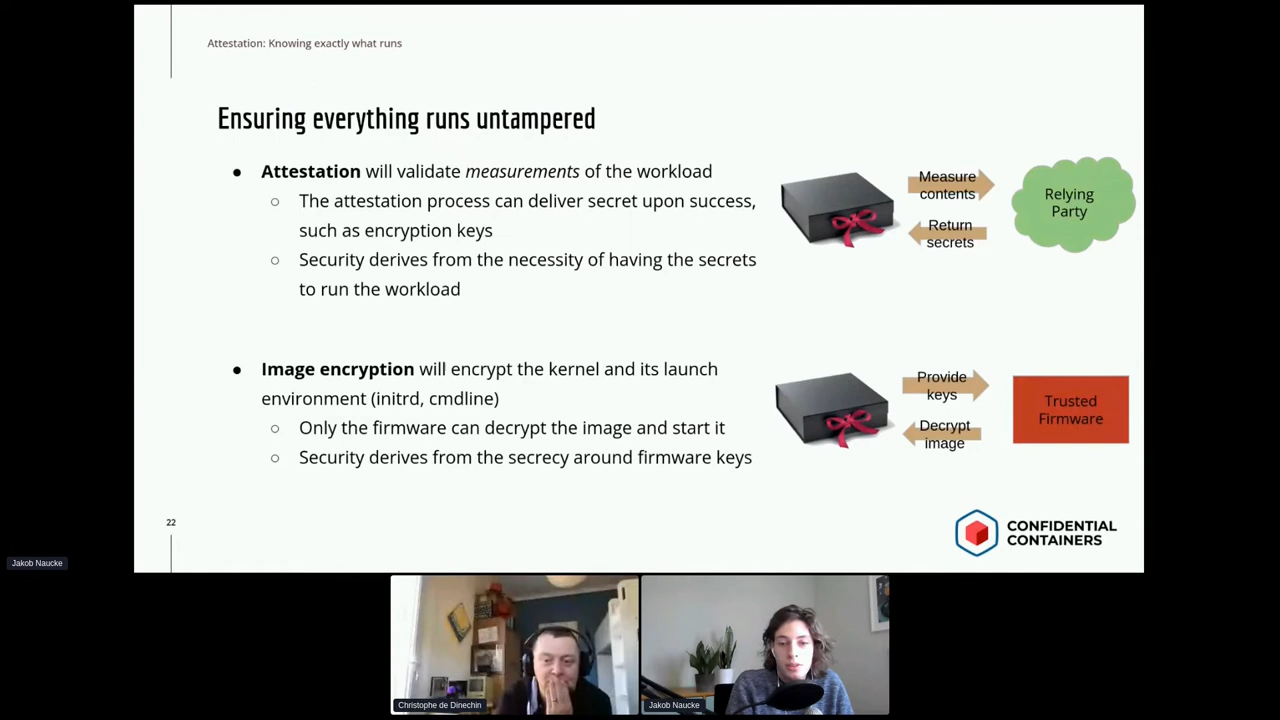 Attestation: Knowing exactly what runs
Ensuring everything runs untampered
● Attestation will validate measurements of the workload
○ The attestation process can deliver secret upon success,
such as encryption keys
○ Security derives from the necessity of having the secrets
to run the workload
Measure
contents
Return
secrets
Relying
Party
● Image encryption will encrypt the kernel and its launch
environment (initrd, cmdline)
○ Only the firmware can decrypt the image and start it
○ Security derives from the secrecy around firmware keys
Provide
keys
Decrypt
image
Trusted
Firmware
22
CONFIDENTIAL
CONTAINERS
Jakob Naucke
Christophe de Dinechin
Jakob Naucke